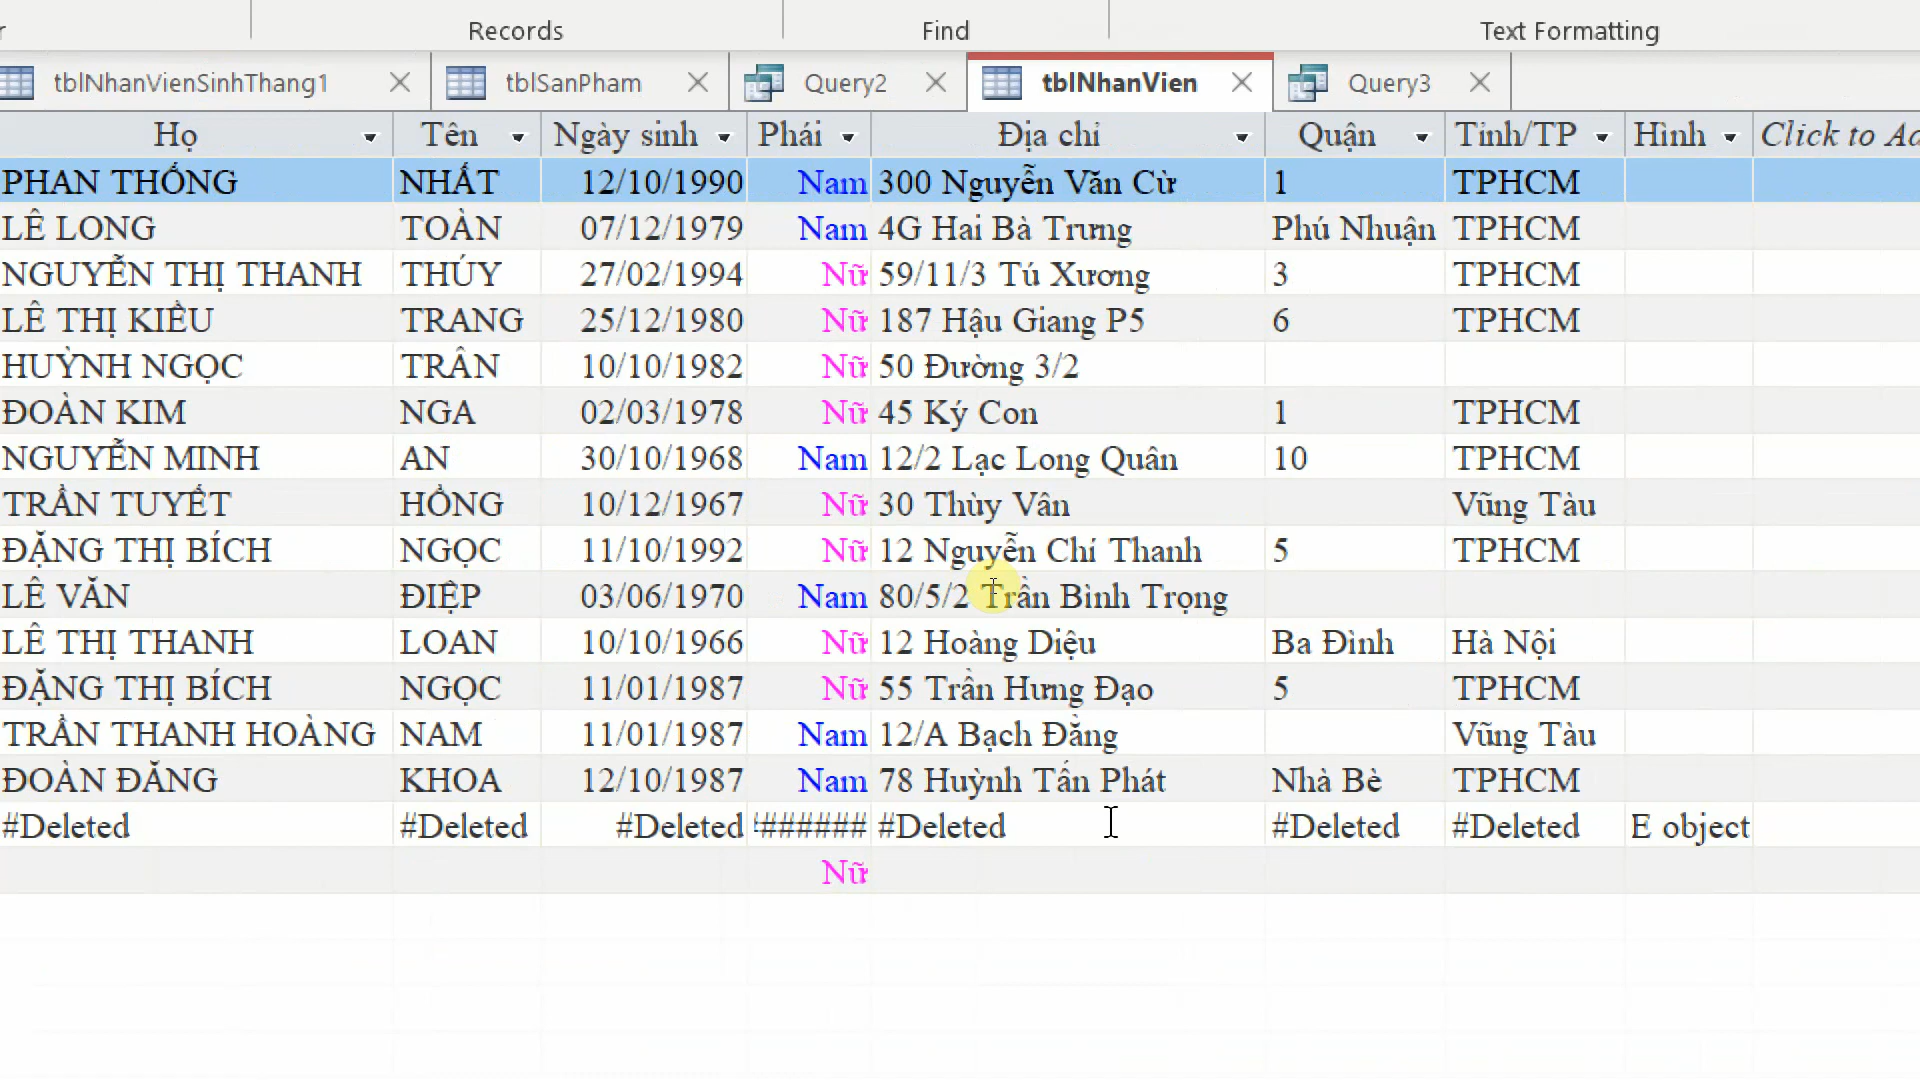 Records Find Text Formatting
tblNhanVienSinhThang1 tblSanPham Query2 tblNhanVien Query3
Họ Tên Ngày sinh Phái Địa chỉ Quận Tỉnh/TP Hình Click to Ad
PHAN THỐNG NHẤT 12/10/1990 Nam 300 Nguyễn Văn Cừ 1 TPHCM
LÊ LONG TOÀN 07/12/1979 Nam 4G Hai Bà Trưng Phú Nhuận TPHCM
NGUYỄN THỊ THANH THÚY 27/02/1994 Nữ 59/11/3 Tú Xương 3 TPHCM
LÊ THỊ KIỀU TRANG 25/12/1980 Nữ 187 Hậu Giang P5 6 TPHCM
HUỲNH NGỌC TRÂN 10/10/1982 Nữ 50 Đường 3/2
ĐOÀN KIM NGA 02/03/1978 Nữ 45 Ký Con 1 TPHCM
NGUYỄN MINH AN 30/10/1968 Nam 12/2 Lạc Long Quân 10 TPHCM
TRẦN TUYẾT HỒNG 10/12/1967 Nữ 30 Thùy Vân Vũng Tàu
ĐẶNG THỊ BÍCH NGỌC 11/10/1992 Nữ 12 Nguyễn Chí Thanh 5 TPHCM
LÊ VĂN ĐIỆP 03/06/1970 Nam 80/5/2 Trần Bình Trọng
LÊ THỊ THANH LOAN 10/10/1966 Nữ 12 Hoàng Diệu Ba Đình Hà Nội
ĐẶNG THỊ BÍCH NGỌC 11/01/1987 Nữ 55 Trần Hưng Đạo 5 TPHCM
TRẦN THANH HOÀNG NAM 11/01/1987 Nam 12/A Bạch Đằng Vũng Tàu
ĐOÀN ĐĂNG KHOA 12/10/1987 Nam 78 Huỳnh Tấn Phát Nhà Bè TPHCM
#Deleted #Deleted #Deleted ####### #Deleted #Deleted #Deleted E object
Nữ